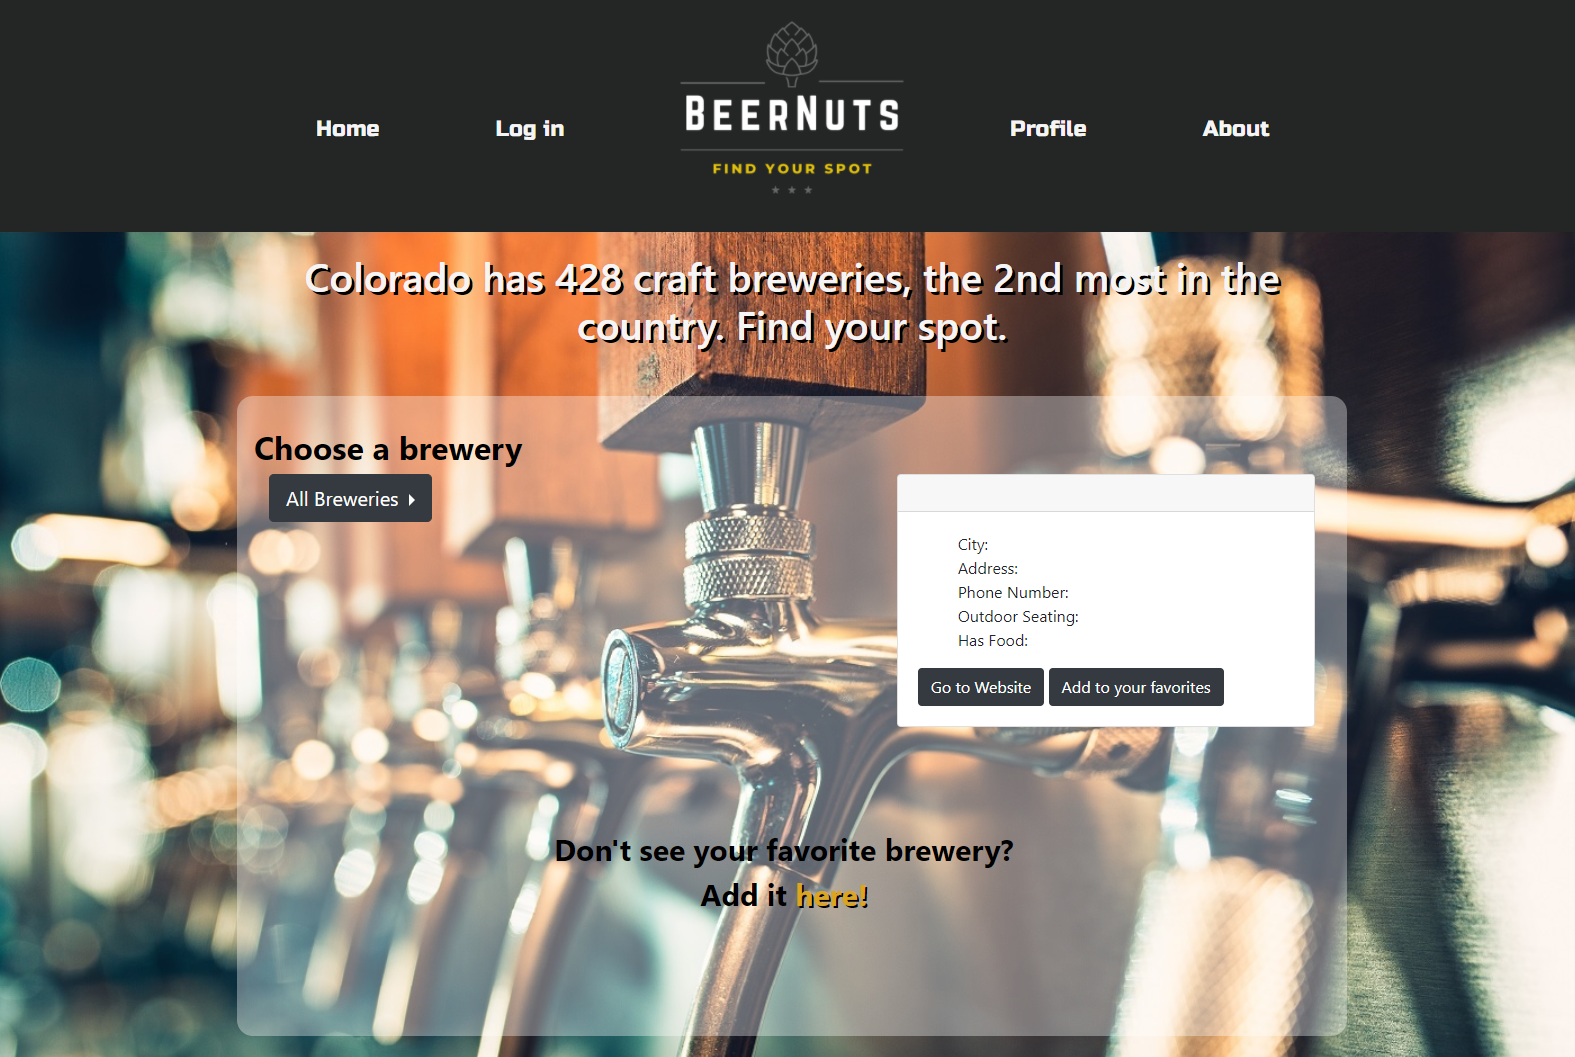 Home
Log in
BEERNUTS
FIND YOUR SPOT
Profile
About
Colorado has 428 craft breweries, the 2nd most in the
country. Find your spot.
Choose a brewery
All Breweries
City:
Address:
Phone Number:
Outdoor Seating:
Has Food:
Go to Website
Add to your favorites
Don't see your favorite brewery?
Add it here!